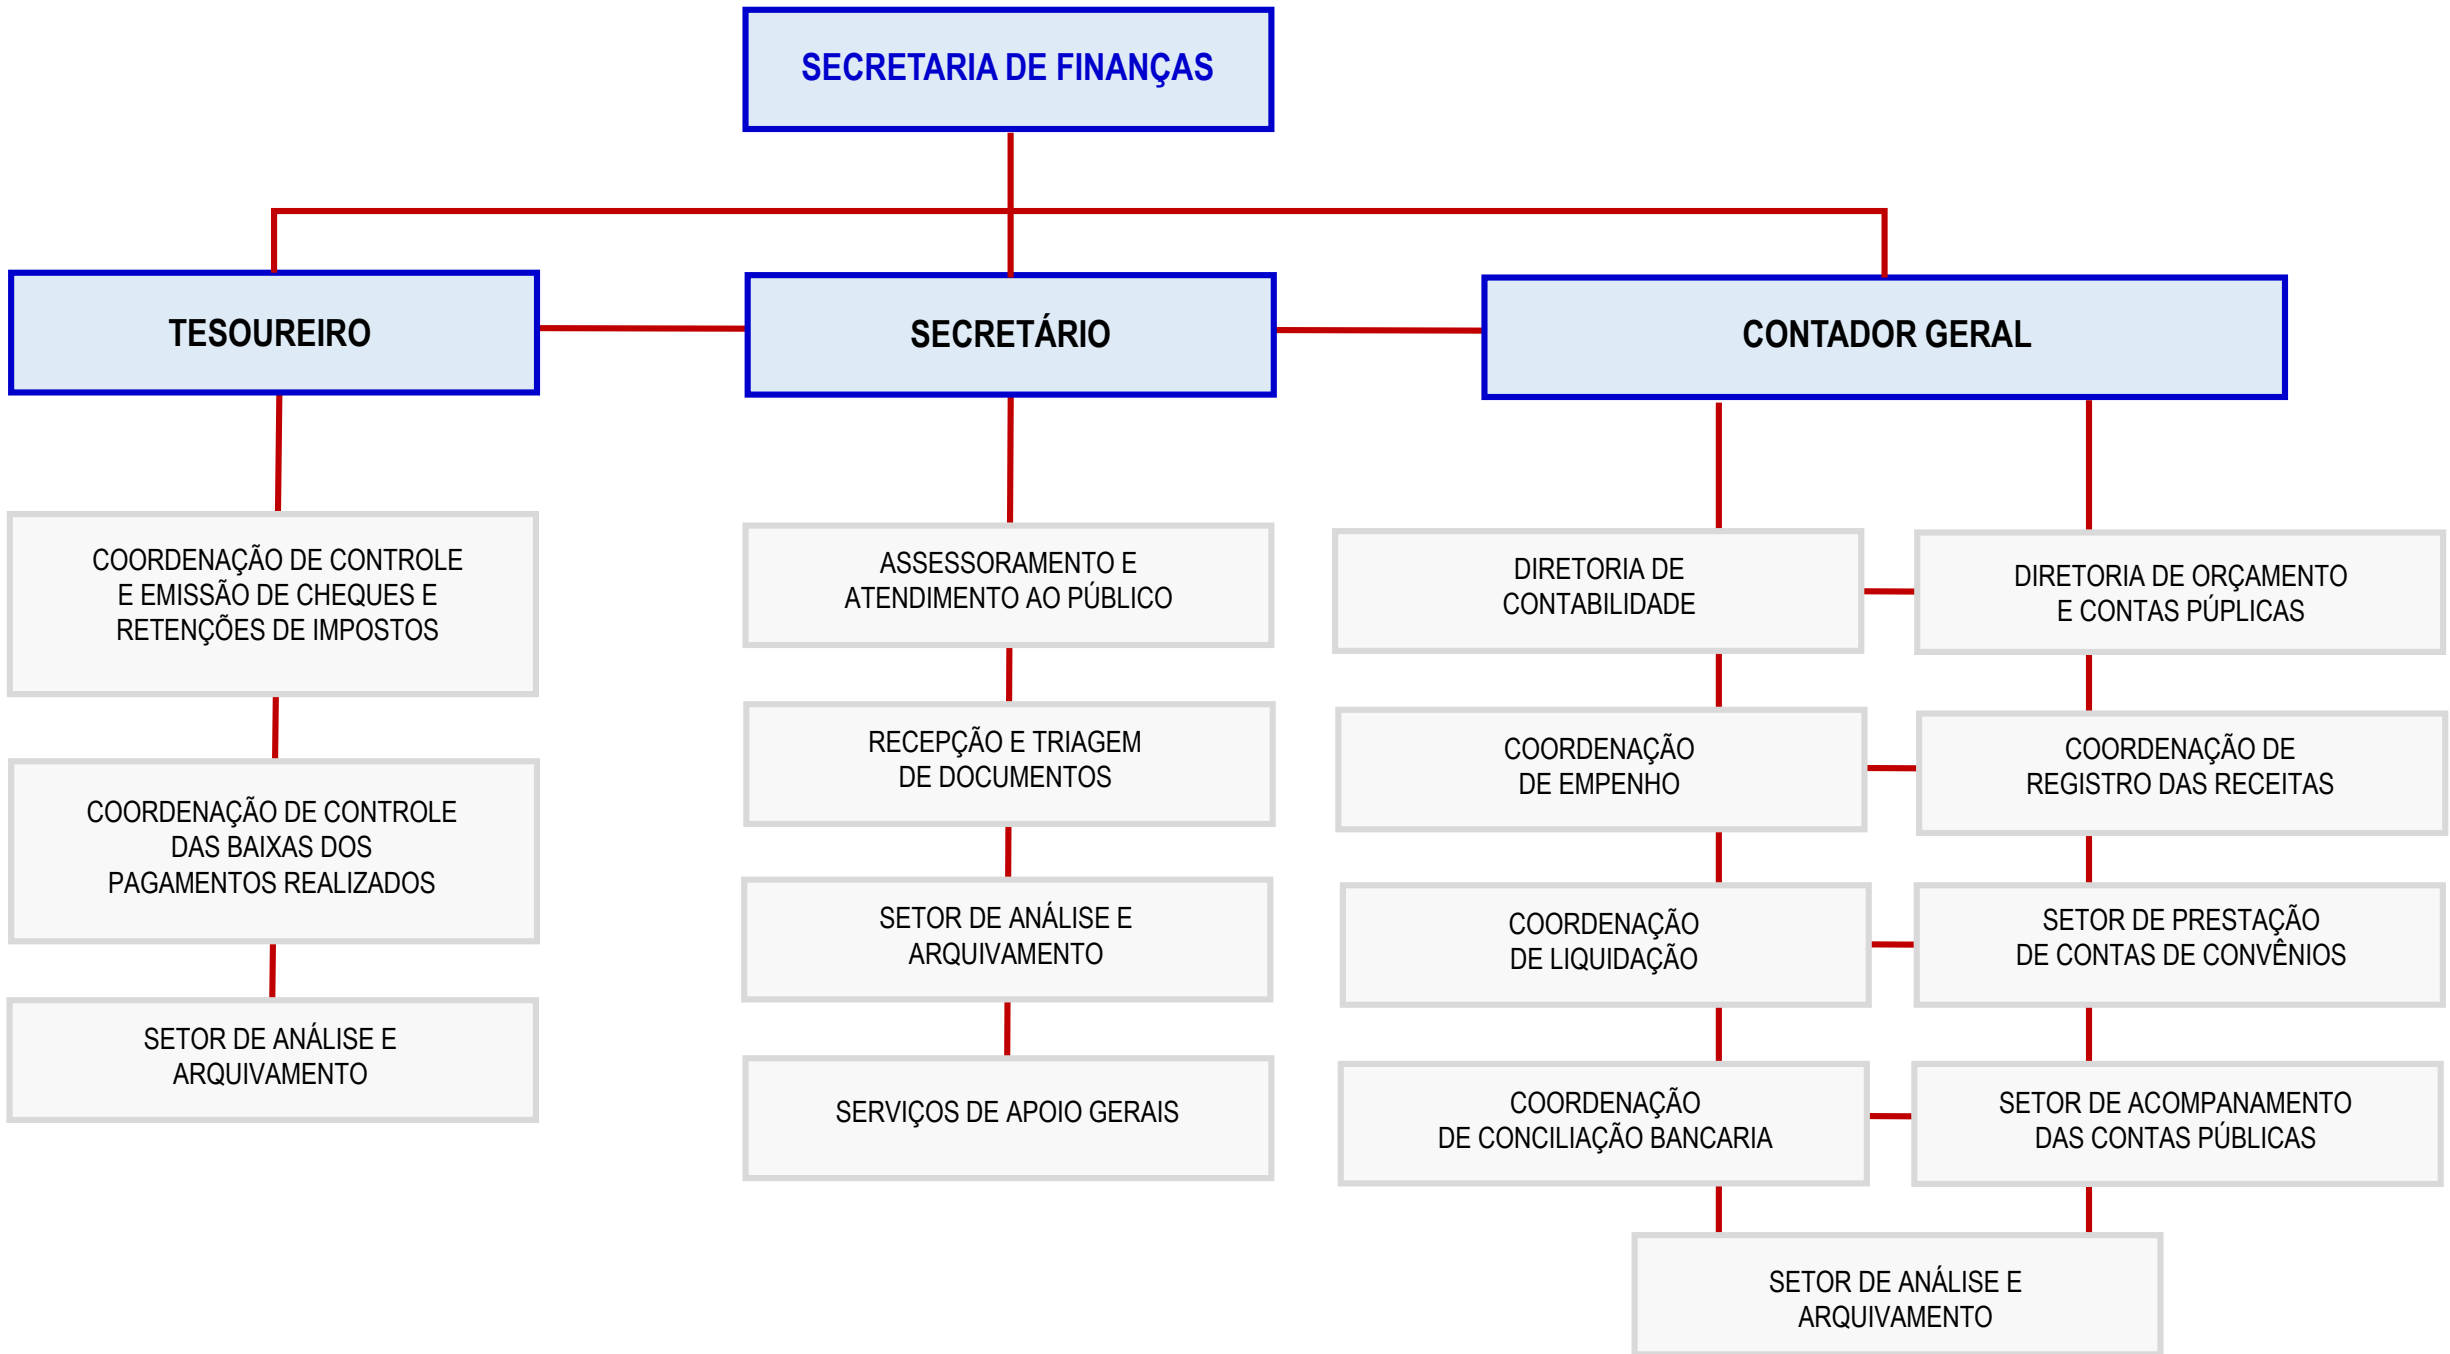 SECRETARIA DE FINANÇAS
TESOUREIRO
SECRETÁRIO
CONTADOR GERAL
COORDENAÇÃO DE CONTROLE
E EMISSÃO DE CHEQUES E
RETENÇÕES DE IMPOSTOS
COORDENAÇÃO DE CONTROLE
DAS BAIXAS DOS
PAGAMENTOS REALIZADOS
SETOR DE ANÁLISE E
ARQUIVAMENTO
ASSESSORAMENTO E
ATENDIMENTO AO PÚBLICO
RECEPÇÃO E TRIAGEM
DE DOCUMENTOS
SETOR DE ANÁLISE E
ARQUIVAMENTO
SERVIÇOS DE APOIO GERAIS
DIRETORIA DE
CONTABILIDADE
COORDENAÇÃO
DE EMPENHO
COORDENAÇÃO
DE LIQUIDAÇÃO
COORDENAÇÃO
DE CONCILIAÇÃO BANCARIA
DIRETORIA DE ORÇAMENTO
E CONTAS PÚPLICAS
COORDENAÇÃO DE
REGISTRO DAS RECEITAS
SETOR DE PRESTAÇÃO
DE CONTAS DE CONVÊNIOS
SETOR DE ACOMPANAMENTO
DAS CONTAS PÚBLICAS
SETOR DE ANÁLISE E
ARQUIVAMENTO